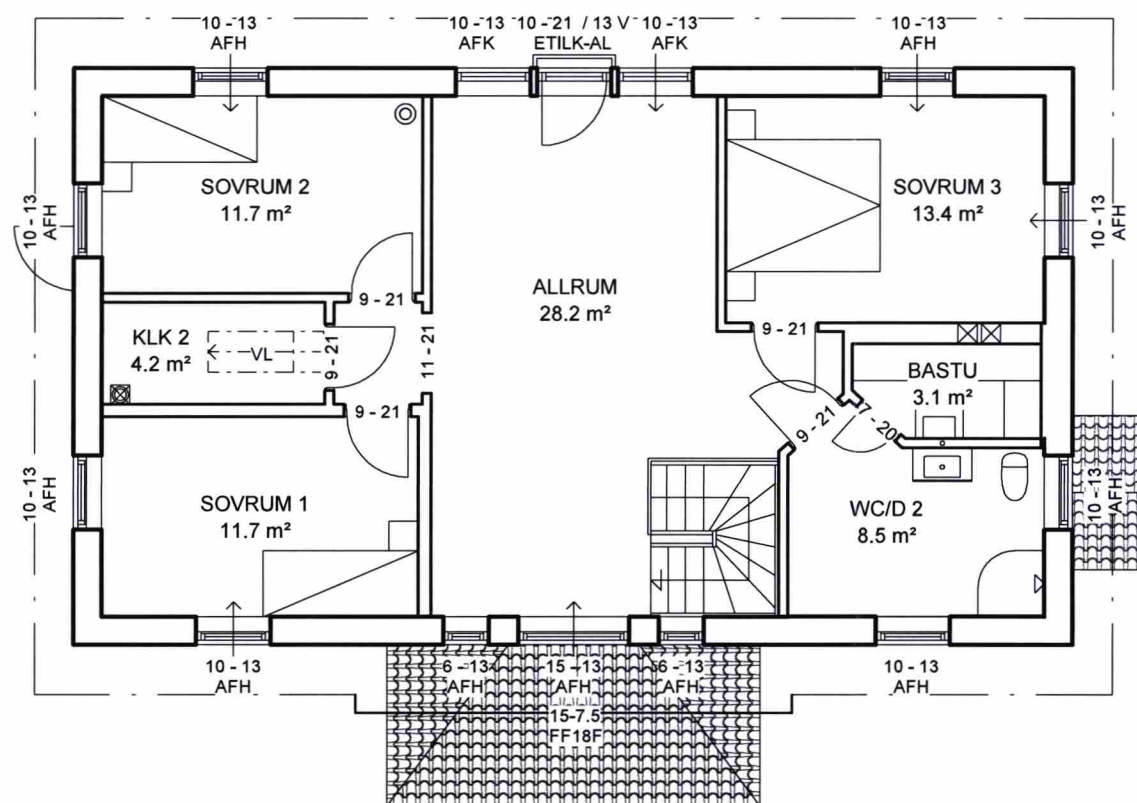 10 - 13
AFH
10 - 13
AFK
10 - 21 / 13 V
ETILK-AL
10 - 13
AFK
10 - 13
AFH
SOVRUM 2
11.7 m²
10 - 13
AFH
SOVRUM 3
13.4 m²
10 - 13
AFH
ALLRUM
28.2 m²
9 - 21
KLK 2
4.2 m²
VL
9 - 21
11 - 21
9 - 21
9 - 21
BASTU
3.1 m²
9 - 21
7 - 20
10 - 13
AFH
SOVRUM 1
11.7 m²
WC/D 2
8.5 m²
10 - 13
AFH
10 - 13
AFH
6 - 13
AFH
15 - 13
AFH
6 - 13
AFH
10 - 13
AFH
15-7.5
FF18F